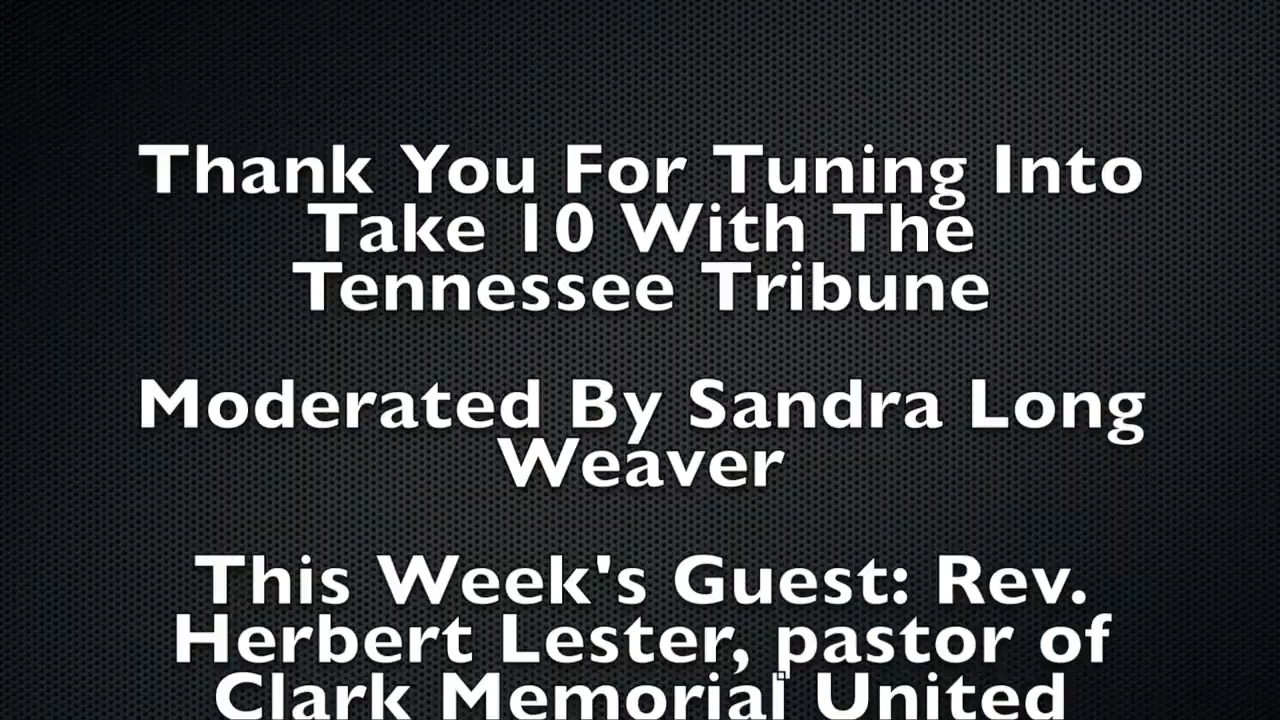 Thank You For Tuning Into
Take 10 With The
Tennessee Tribune
Moderated By Sandra Long
Weaver
This Week's Guest: Rev.
Herbert Lester, pastor of
Clark Memorial United